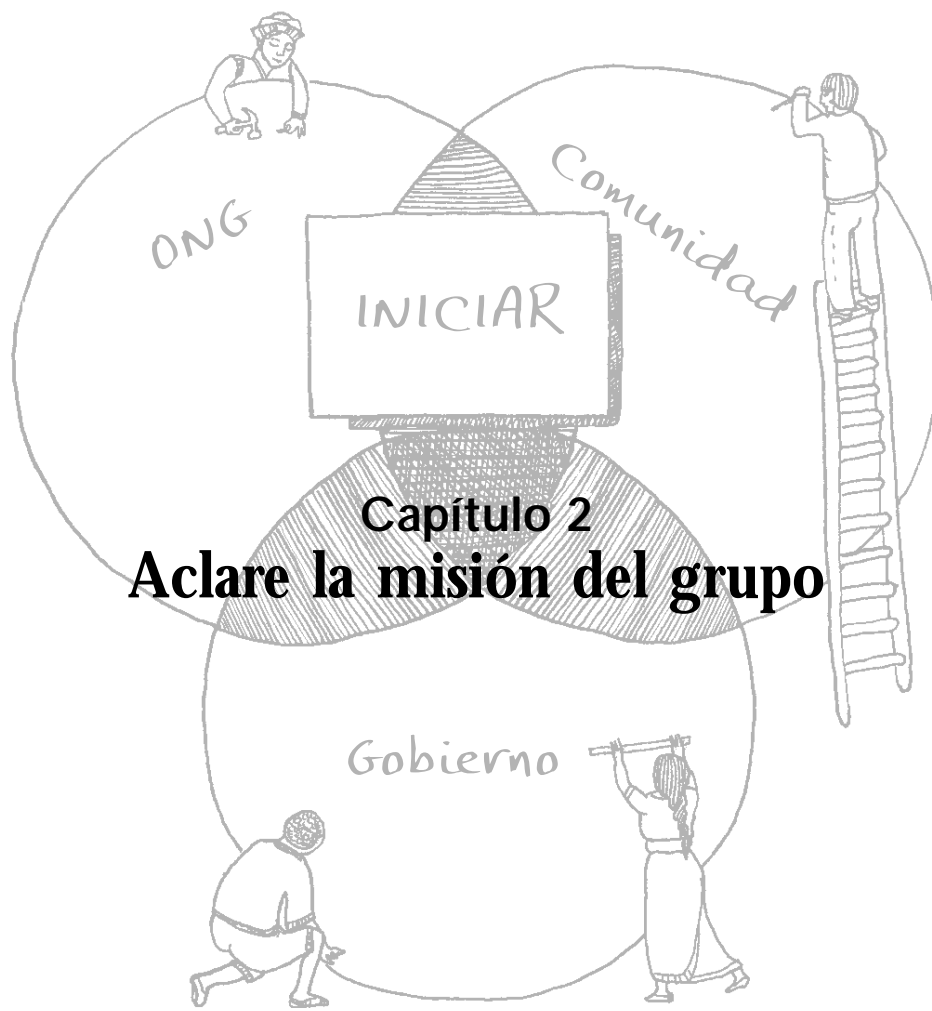 ONG
Comunidad
INICIAR
Capítulo 2
Aclare la misión del grupo
Gobierno